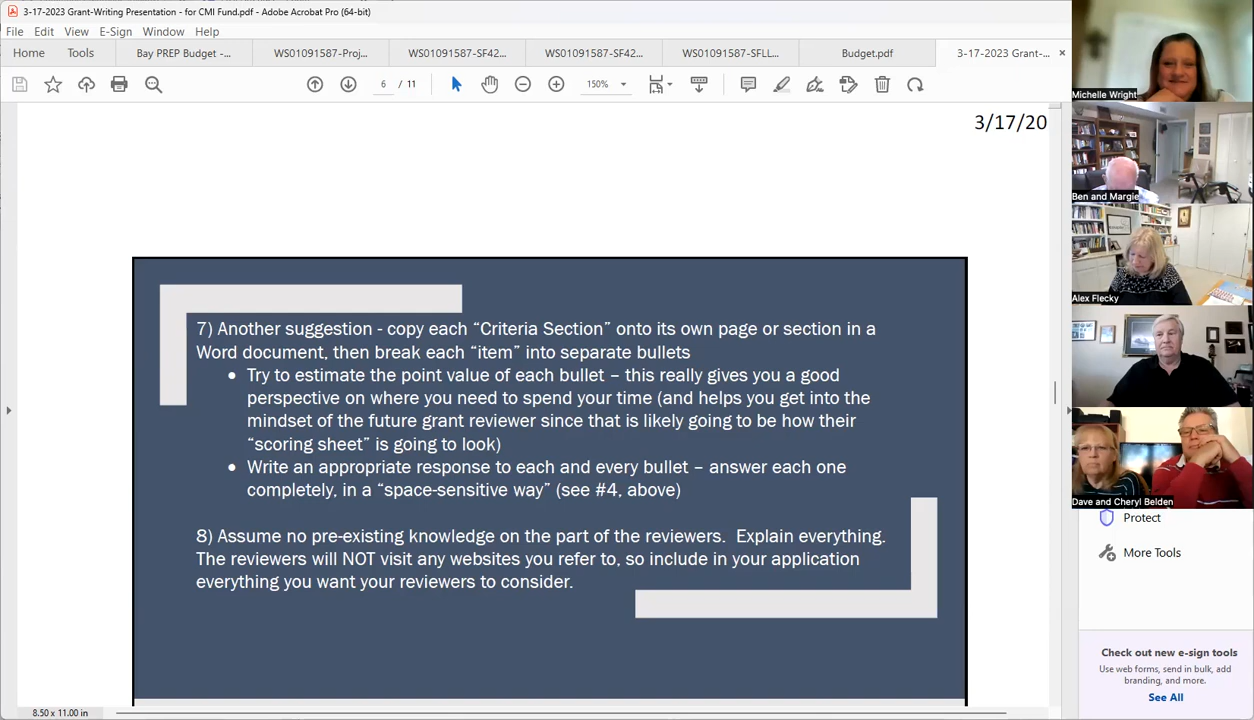 3-17-2023 Grant-Writing Presentation - for CMI Fund.pdf - Adobe Acrobat Pro (64-bit)
File Edit View E-Sign Window Help
Home Tools Bay PREP Budget -... WS01091587-Proj... WS01091587-SF42... WS01091587-SF42... WS01091587-SFLL... Budget.pdf 3-17-2023 Grant-... ×
6 / 11 150%
3/17/20
7) Another suggestion - copy each “Criteria Section” onto its own page or section in a
Word document, then break each “item” into separate bullets
• Try to estimate the point value of each bullet – this really gives you a good
perspective on where you need to spend your time (and helps you get into the
mindset of the future grant reviewer since that is likely going to be how their
“scoring sheet” is going to look)
• Write an appropriate response to each and every bullet – answer each one
completely, in a “space-sensitive way” (see #4, above)
8) Assume no pre-existing knowledge on the part of the reviewers.  Explain everything.
The reviewers will NOT visit any websites you refer to, so include in your application
everything you want your reviewers to consider.
8.50 x 11.00 in
Michelle Wright
Ben and Margie
Alex Flecky
Dave and Cheryl Belden
Protect
More Tools
Check out new e-sign tools
Use web forms, send in bulk, add
branding, and more.
See All